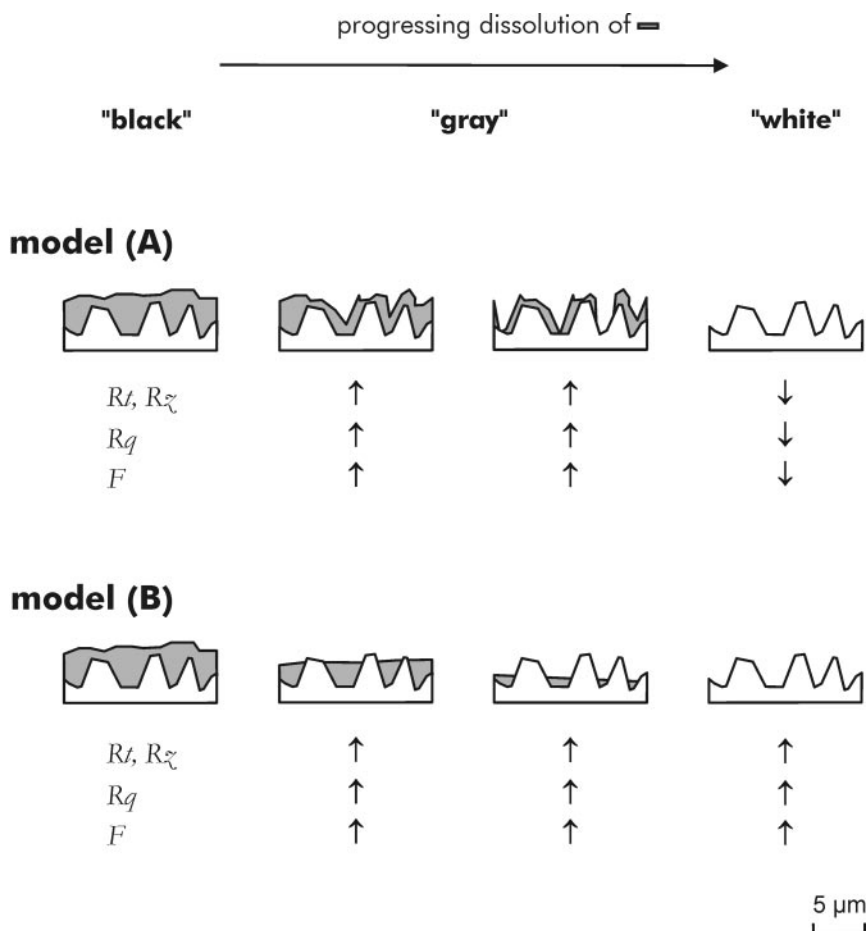 progressing dissolution of
"black" "gray" "white"
model (A)
Rt, Rz ↑ ↑ ↓
Rq ↑ ↑ ↓
F ↑ ↑ ↓
model (B)
Rt, Rz ↑ ↑ ↑
Rq ↑ ↑ ↑
F ↑ ↑ ↑
5 µm